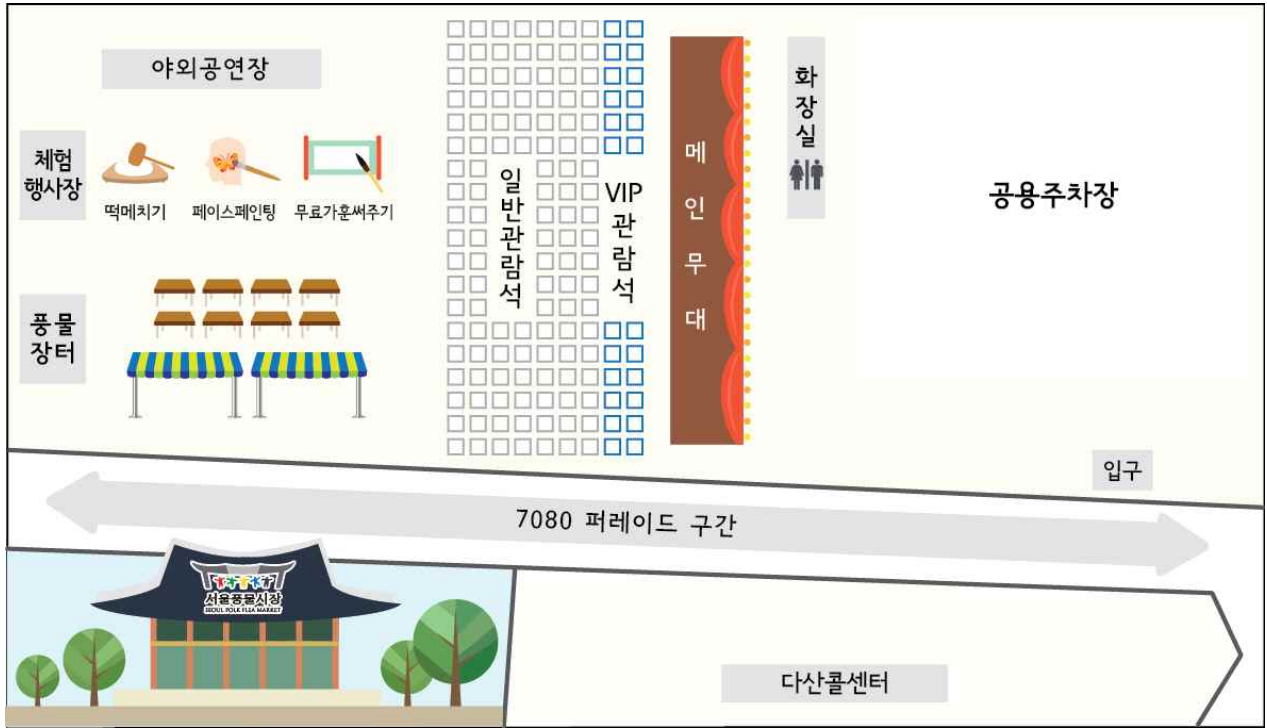 야외공연장
체험
행사장
떡메치기
페이스페인팅
무료가훈써주기
풍물
장터
일반관람석
VIP
관람석
메인무대
화장실
공용주차장
입구
7080 퍼레이드 구간
서울풍물시장
SEOUL FOLK FLEA MARKET
다산콜센터